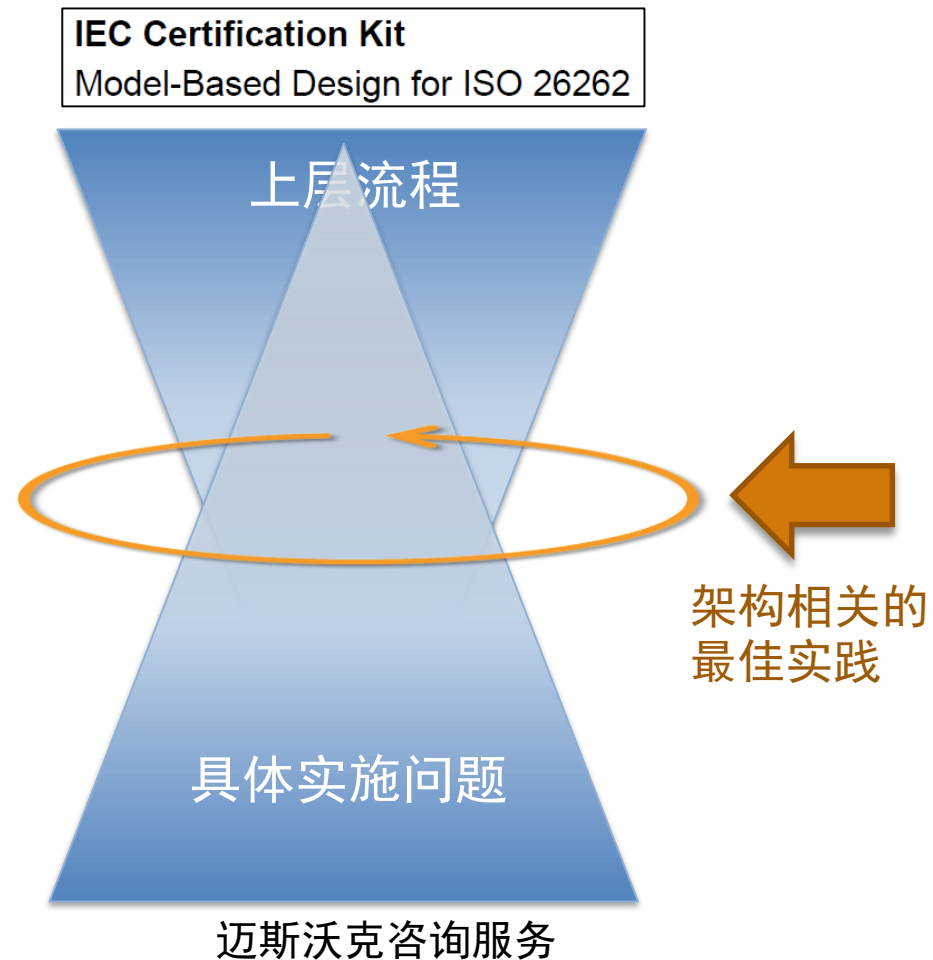 IEC Certification Kit
Model-Based Design for ISO 26262
上层流程
架构相关的
最佳实践
具体实施问题
迈斯沃克咨询服务